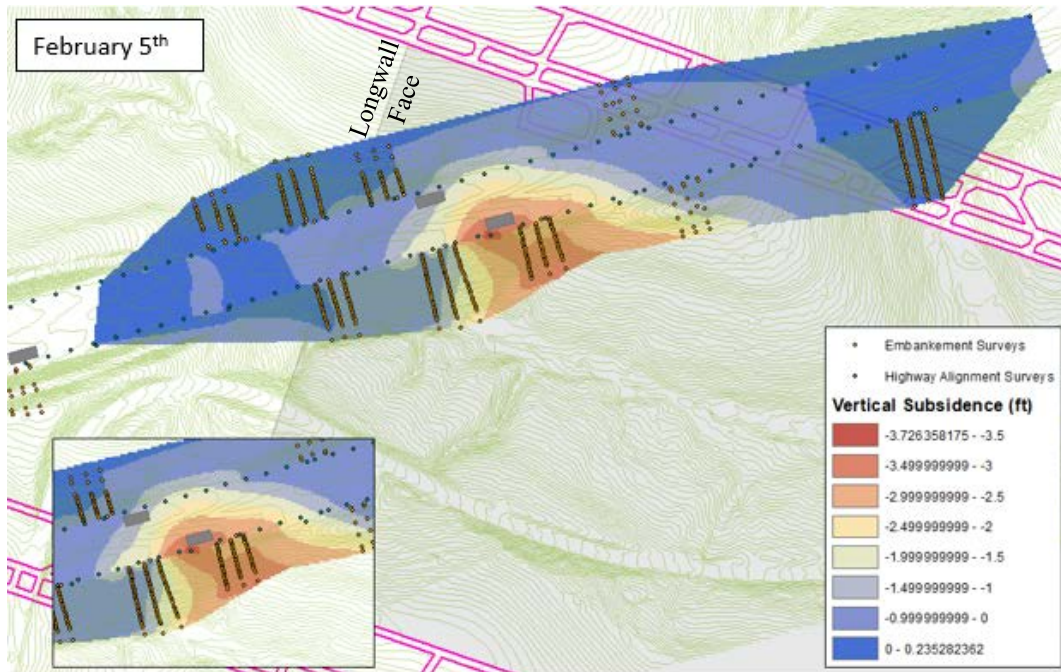 February 5th
Longwall
Face
Embankement Surveys
Highway Alignment Surveys
Vertical Subsidence (ft)
-3.726358175 - -3.5
-3.499999999 - -3
-2.999999999 - -2.5
-2.499999999 - -2
-1.999999999 - -1.5
-1.499999999 - -1
-0.999999999 - 0
0 - 0.235282362